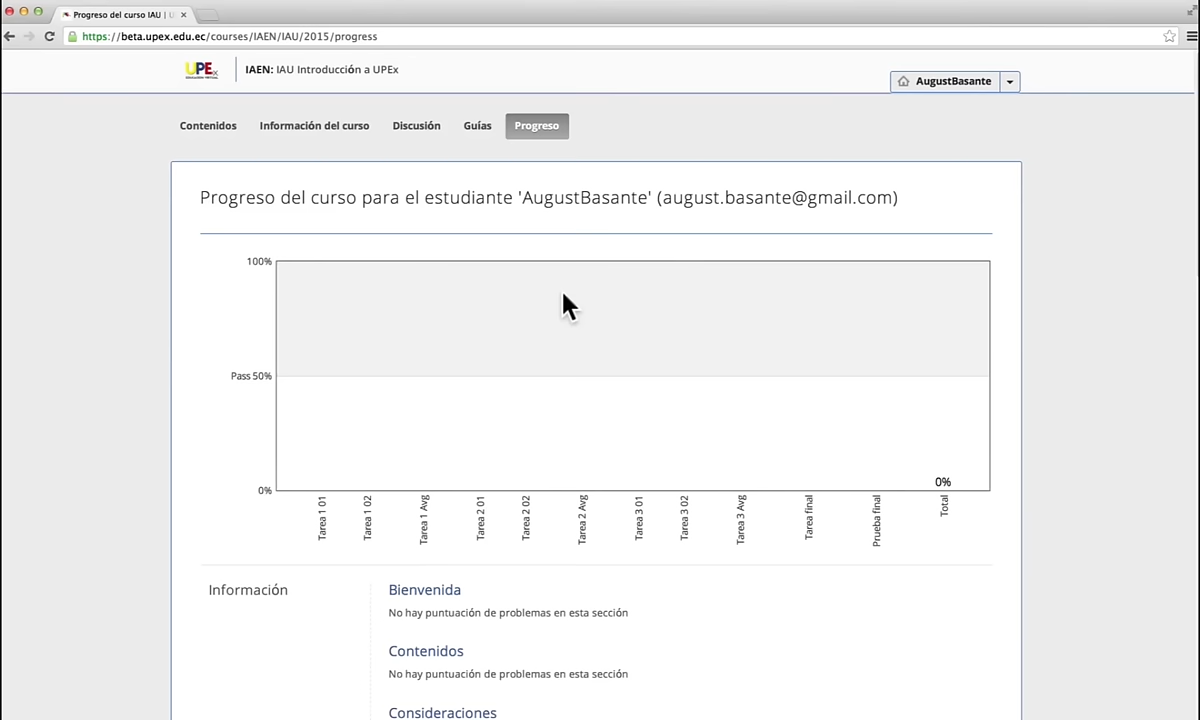 Progreso del curso IAU | U
https://beta.upex.edu.ec/courses/IAEN/IAU/2015/progress
UPEx
IAEN: IAU Introducción a UPEx
AugustBasante
Contenidos
Información del curso
Discusión
Guías
Progreso
Progreso del curso para el estudiante 'AugustBasante' (august.basante@gmail.com)
100%
Pass 50%
0%
0%
Tarea 1 01
Tarea 1 02
Tarea 1 Avg
Tarea 2 01
Tarea 2 02
Tarea 2 Avg
Tarea 3 01
Tarea 3 02
Tarea 3 Avg
Tarea final
Prueba final
Total
Información
Bienvenida
No hay puntuación de problemas en esta sección
Contenidos
No hay puntuación de problemas en esta sección
Consideraciones